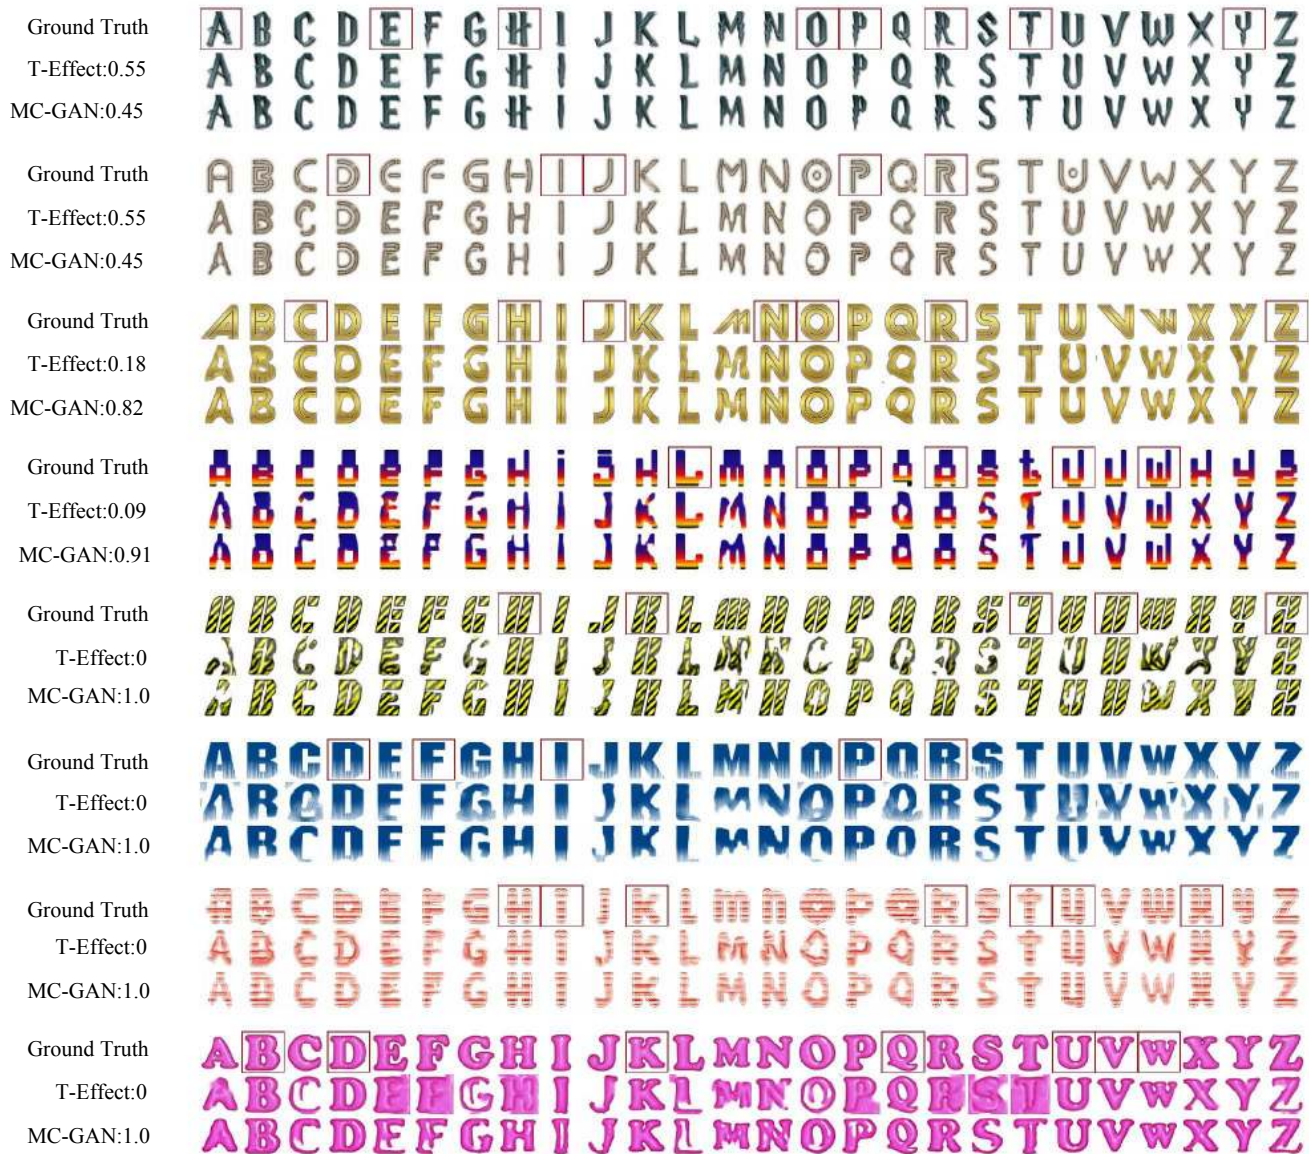 Ground Truth A B C D E F G H I J K L M N O P Q R S T U V W X Y Z
T-Effect:0.55 A B C D E F G H I J K L M N O P Q R S T U V W X Y Z
MC-GAN:0.45 A B C D E F G H I J K L M N O P Q R S T U V W X Y Z
Ground Truth A B C D E F G H I J K L M N O P Q R S T U V W X Y Z
T-Effect:0.55 A B C D E F G H I J K L M N O P Q R S T U V W X Y Z
MC-GAN:0.45 A B C D E F G H I J K L M N O P Q R S T U V W X Y Z
Ground Truth A B C D E F G H I J K L M N O P Q R S T U V W X Y Z
T-Effect:0.18 A B C D E F G H I J K L M N O P Q R S T U V W X Y Z
MC-GAN:0.82 A B C D E F G H I J K L M N O P Q R S T U V W X Y Z
Ground Truth A B C D E F G H i j K L M N O P q R S t U V W X Y Z
T-Effect:0.09 A B C D E F G H I J K L M N O P Q R S T U V W X Y Z
MC-GAN:0.91 A B C D E F G H I J K L M N O P Q R S T U V W X Y Z
Ground Truth A B C D E F G H I J K L m N O P Q R S T U V W X Y Z
T-Effect:0 A B C D E F G H I J K L M N O P Q R S T U V W X Y Z
MC-GAN:1.0 A B C D E F G H I J K L M N O P Q R S T U V W X Y Z
Ground Truth A B C D E F G H I J K L M N O P Q R S T U V W X Y Z
T-Effect:0 A B C D E F G H I J K L M N O P Q R S T U V W X Y Z
MC-GAN:1.0 A B C D E F G H I J K L M N O P Q R S T U V W X Y Z
Ground Truth A B C D E F G H I J K L m n O P Q R S T U V W X Y Z
T-Effect:0 A B C D E F G H I J K L M N O P Q R S T U V W X Y Z
MC-GAN:1.0 A B C D E F G H I J K L M N O P Q R S T U V W X Y Z
Ground Truth A B C D E F G H I J K L M N O P Q R S T U V W X Y Z
T-Effect:0 A B C D E F G H I J K L M N O P Q R S T U V W X Y Z
MC-GAN:1.0 A B C D E F G H I J K L M N O P Q R S T U V W X Y Z